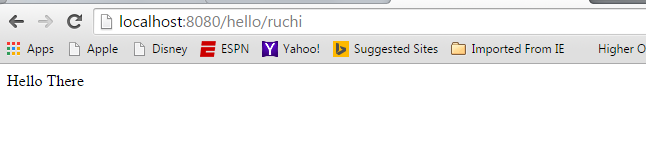 localhost:8080/hello/ruchi
Apps Apple Disney ESPN Yahoo! Suggested Sites Imported From IE Higher O
Hello There